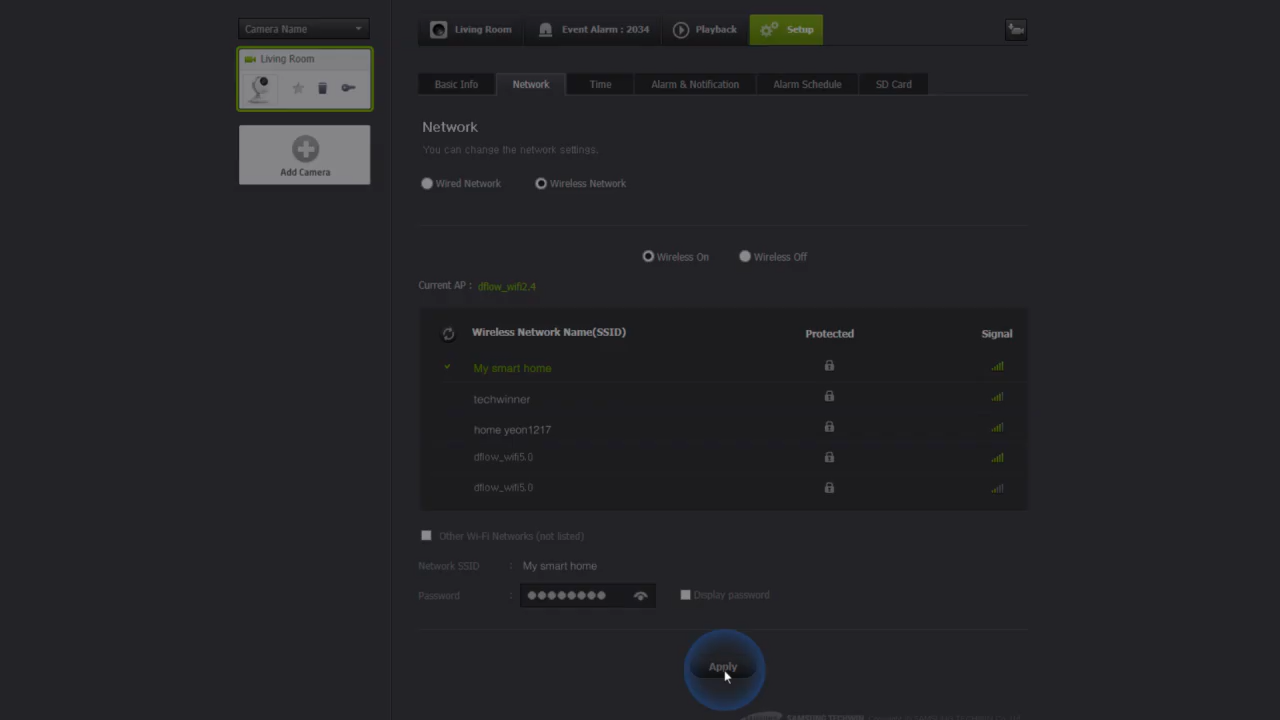 Camera Name
Living Room
Add Camera
Living Room Event Alarm : 2034 Playback Setup
Basic Info Network Time Alarm & Notification Alarm Schedule SD Card
Network
You can change the network settings.
Wired Network Wireless Network
Wireless On Wireless Off
Current AP : dflow_wifi2.4
Wireless Network Name(SSID) Protected Signal
My smart home
techwinner
home yeon1217
dflow_wifi5.0
dflow_wifi5.0
Other Wi-Fi Networks (not listed)
Network SSID : My smart home
Password : ●●●●●●●● Display password
Apply
SAMSUNG TECHWIN